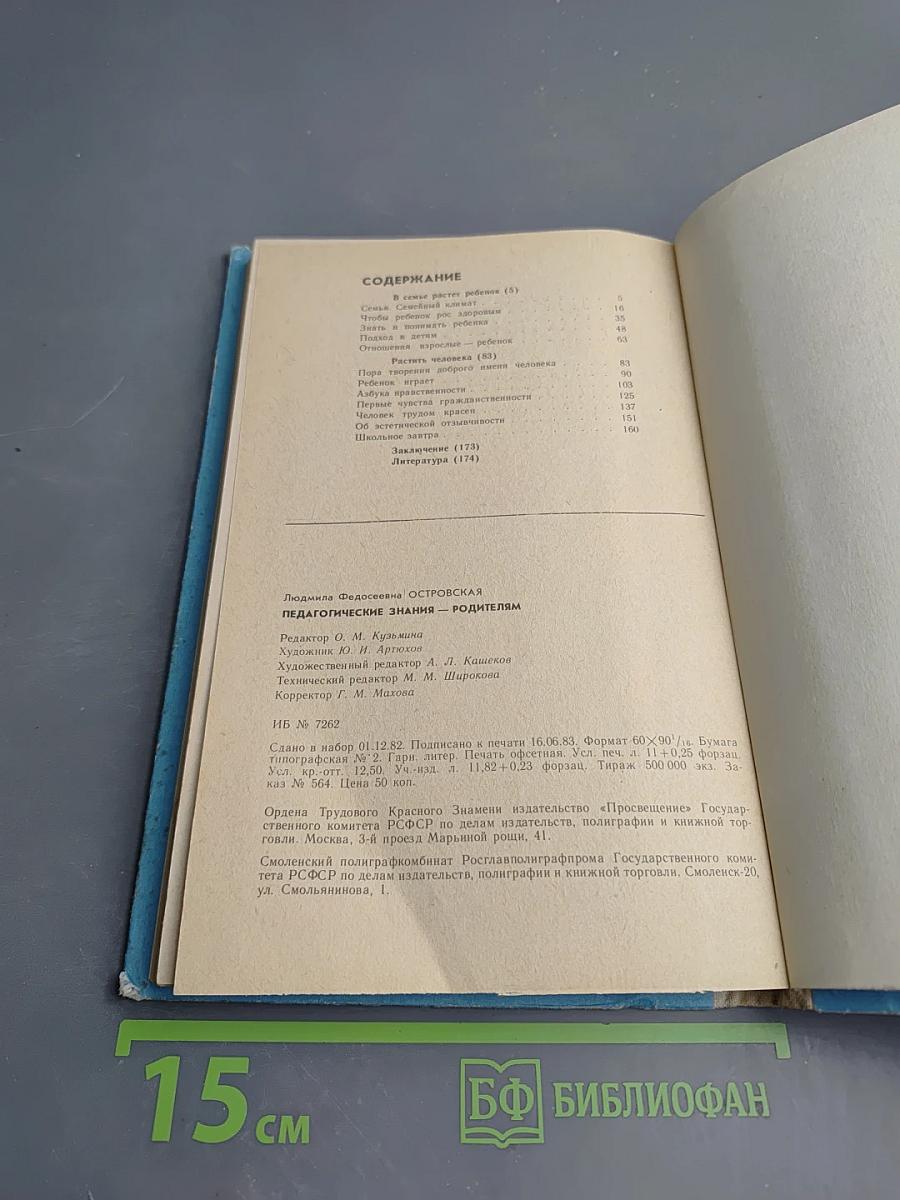 СОДЕРЖАНИЕ
В семье растет ребенок (5)
Семья. Семейный климат . . . . . . . . 5
Чтобы ребенок рос здоровым . . . . . . . 16
Знать и понимать ребенка . . . . . . . . 35
Подход к детям . . . . . . . . . . 48
Отношения взрослые — ребенок . . . . . . . 63
Растить человека (83)
Пора творения доброго имени человека . . . . . 83
Ребенок играет . . . . . . . . . . 90
Азбука нравственности . . . . . . . . . 103
Первые чувства гражданственности . . . . . . 125
Человек трудом красен . . . . . . . . . 137
Об эстетической отзывчивости . . . . . . . 151
Школьное завтра . . . . . . . . . . 160
Заключение (173)
Литература (174)
Людмила Федосеевна ОСТРОВСКАЯ
ПЕДАГОГИЧЕСКИЕ ЗНАНИЯ — РОДИТЕЛЯМ
Редактор О. М. Кузьмина
Художник Ю. И. Артюхов
Художественный редактор А. Л. Кашеков
Технический редактор М. М. Широкова
Корректор Г. М. Махова
ИБ № 7262
Сдано в набор 01.12.82. Подписано к печати 16.06.83. Формат 60×90¹/₁₆. Бумага
типографская № 2. Гарн. литер. Печать офсетная. Усл. печ. л. 11+0,25 форзац.
Усл. кр.-отт. 12,50. Уч.-изд. л. 11,82+0,23 форзац. Тираж 500 000 экз. За-
каз № 564. Цена 50 коп.
Ордена Трудового Красного Знамени издательство «Просвещение» Государ-
ственного комитета РСФСР по делам издательств, полиграфии и книжной тор-
говли. Москва, 3-й проезд Марьиной рощи, 41.
Смоленский полиграфкомбинат Росглавполиграфпрома Государственного коми-
тета РСФСР по делам издательств, полиграфии и книжной торговли. Смоленск-20,
ул. Смольянинова, 1.
15 см
БФ БИБЛИОФАН